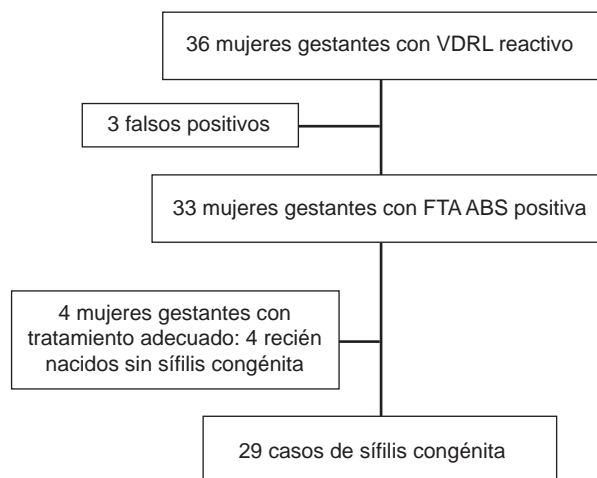 36 mujeres gestantes con VDRL reactivo
3 falsos positivos
33 mujeres gestantes con FTA ABS positiva
4 mujeres gestantes con
tratamiento adecuado: 4 recién
nacidos sin sífilis congénita
29 casos de sífilis congénita